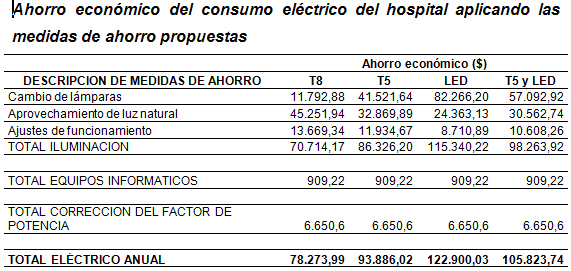 Ahorro económico del consumo eléctrico del hospital aplicando las
medidas de ahorro propuestas
Ahorro económico ($)
DESCRIPCION DE MEDIDAS DE AHORRO T8 T5 LED T5 y LED
Cambio de lámparas 11.792,88 41.521,64 82.266,20 57.092,92
Aprovechamiento de luz natural 45.251,94 32.869,89 24.363,13 30.562,74
Ajustes de funcionamiento 13.669,34 11.934,67 8.710,89 10.608,26
TOTAL ILUMINACION 70.714,17 86.326,20 115.340,22 98.263,92
TOTAL EQUIPOS INFORMATICOS 909,22 909,22 909,22 909,22
TOTAL CORRECCION DEL FACTOR DE
POTENCIA 6.650,6 6.650,6 6.650,6 6.650,6
TOTAL ELÉCTRICO ANUAL 78.273,99 93.886,02 122.900,03 105.823,74